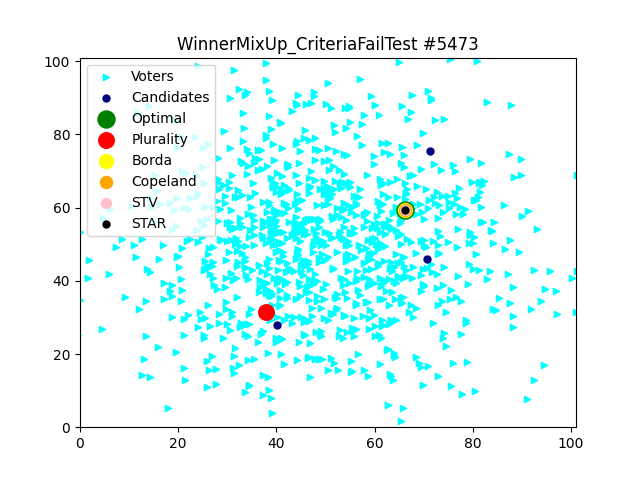 WinnerMixUp_CriteriaFailTest #5473
100
80
60
40
20
0
Voters
Candidates
Optimal
Plurality
Borda
Copeland
STV
STAR
0 20 40 60 80 100